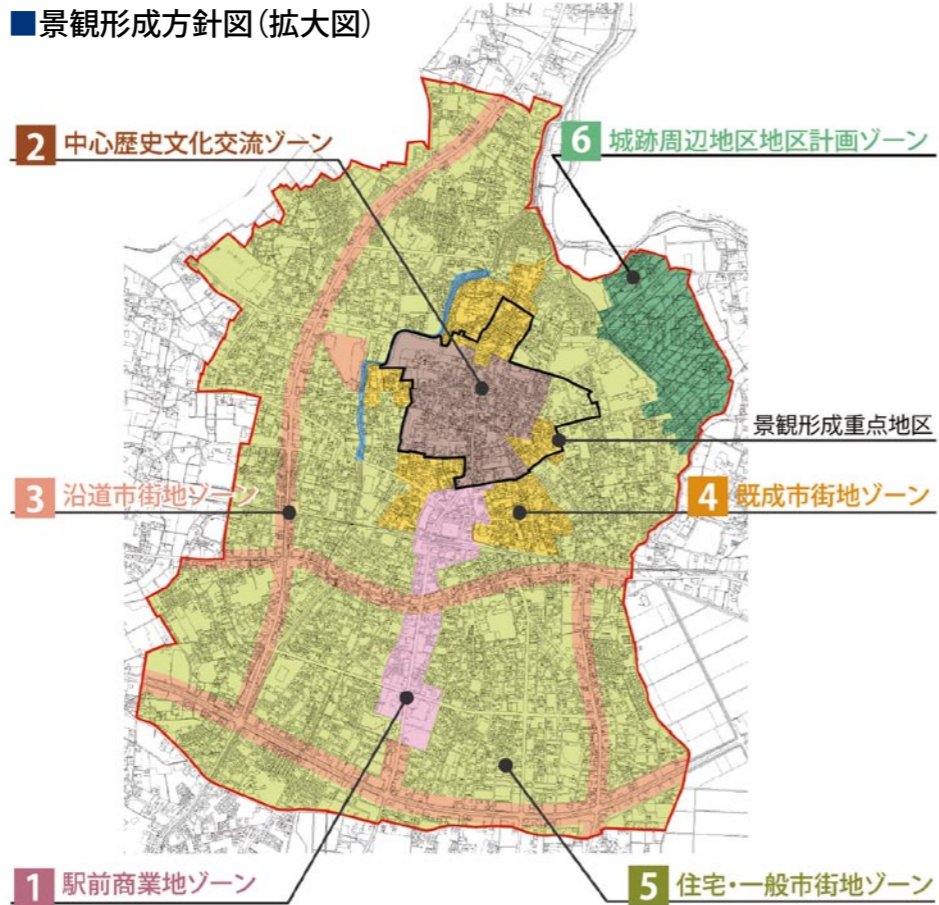 ■景観形成方針図(拡大図)
2 中心歴史文化交流ゾーン
6 城跡周辺地区地区計画ゾーン
景観形成重点地区
3 沿道市街地ゾーン
4 既成市街地ゾーン
1 駅前商業地ゾーン
5 住宅・一般市街地ゾーン